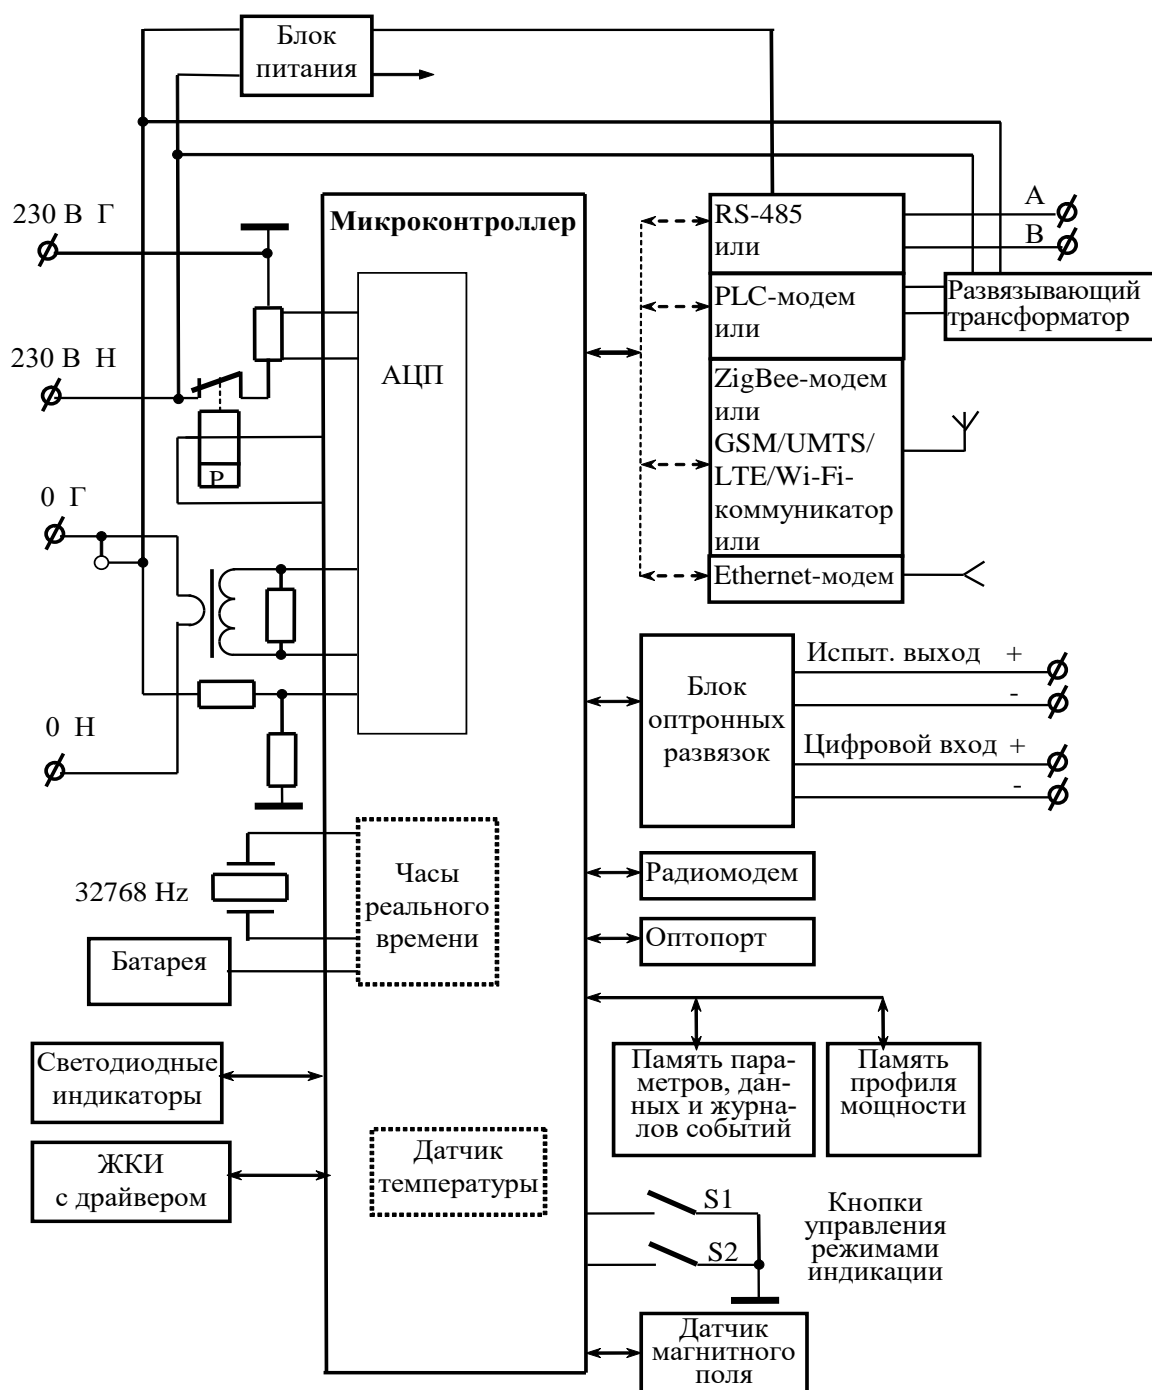 Блок
питания
230 В Г
Микроконтроллер
RS-485
или
А
В
PLC-модем
или
Развязывающий
трансформатор
230 В Н
АЦП
ZigBee-модем
или
GSM/UMTS/
LTE/Wi-Fi-
коммуникатор
или
Р
0 Г
Ethernet-модем
0 Н
Блок
оптронных
развязок
Испыт. выход +
-
Цифровой вход +
-
32768 Hz
Часы
реального
времени
Радиомодем
Оптопорт
Батарея
Светодиодные
индикаторы
Память пара-
метров, дан-
ных и журна-
лов событий
Память
профиля
мощности
ЖКИ
с драйвером
Датчик
температуры
S1
S2
Кнопки
управления
режимами
индикации
Датчик
магнитного
поля